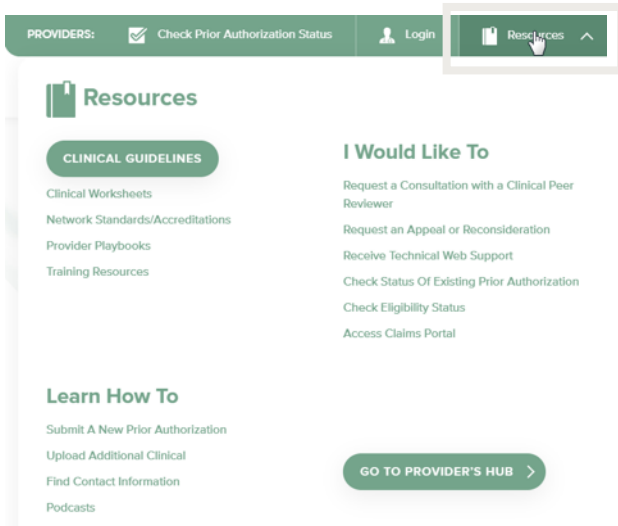 PROVIDERS: Check Prior Authorization Status Login Resources
Resources
CLINICAL GUIDELINES
Clinical Worksheets
Network Standards/Accreditations
Provider Playbooks
Training Resources
I Would Like To
Request a Consultation with a Clinical Peer
Reviewer
Request an Appeal or Reconsideration
Receive Technical Web Support
Check Status Of Existing Prior Authorization
Check Eligibility Status
Access Claims Portal
Learn How To
Submit A New Prior Authorization
Upload Additional Clinical
Find Contact Information
Podcasts
GO TO PROVIDER'S HUB